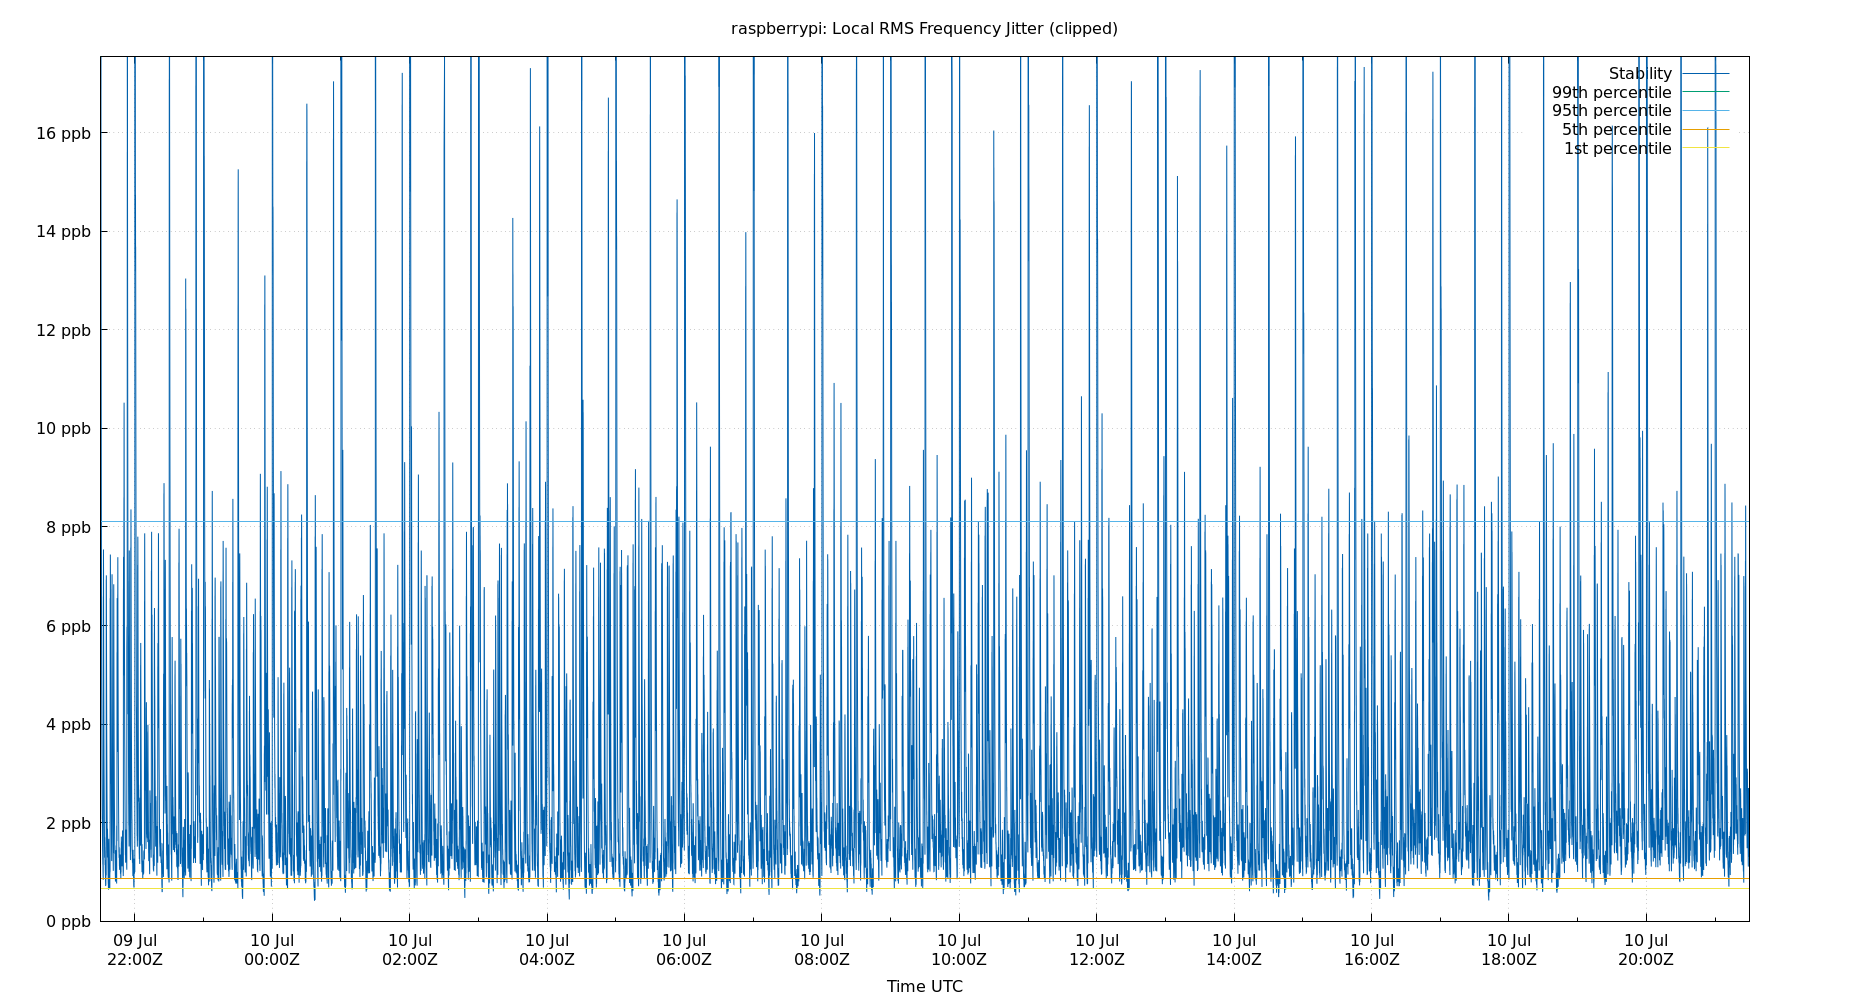 raspberrypi: Local RMS Frequency Jitter (clipped)
Stability
99th percentile
95th percentile
5th percentile
1st percentile
16 ppb
14 ppb
12 ppb
10 ppb
8 ppb
6 ppb
4 ppb
2 ppb
0 ppb
09 Jul
22:00Z
10 Jul
00:00Z
10 Jul
02:00Z
10 Jul
04:00Z
10 Jul
06:00Z
10 Jul
08:00Z
10 Jul
10:00Z
10 Jul
12:00Z
10 Jul
14:00Z
10 Jul
16:00Z
10 Jul
18:00Z
10 Jul
20:00Z
Time UTC